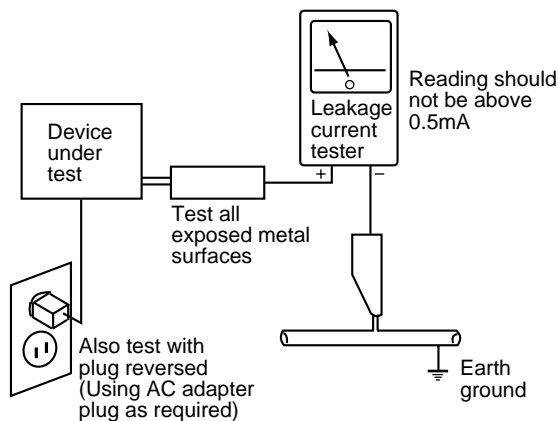 Device
under
test
Leakage
current
tester
+ −
Reading should
not be above
0.5mA
Test all
exposed metal
surfaces
Also test with
plug reversed
(Using AC adapter
plug as required)
Earth
ground